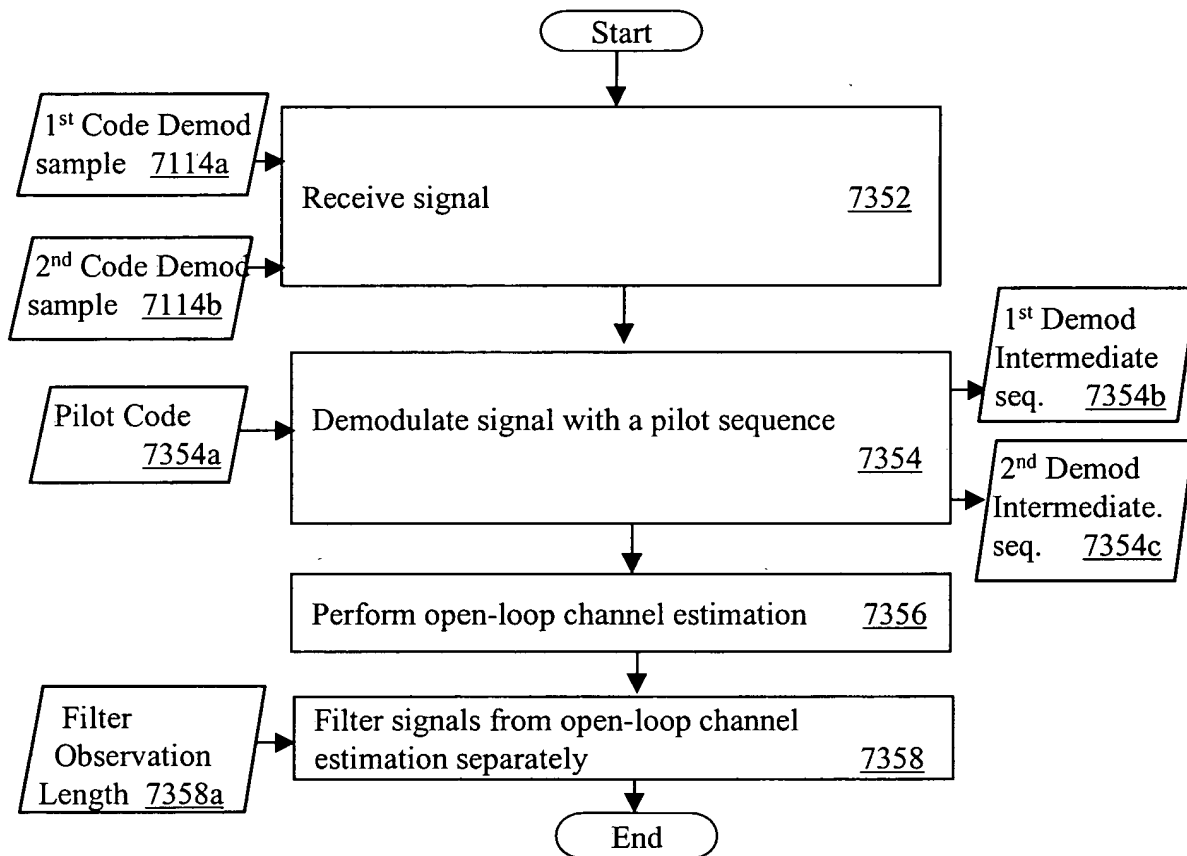 Start
1st Code Demod
sample 7114a
Receive signal 7352
2nd Code Demod
sample 7114b
1st Demod
Intermediate
seq. 7354b
Pilot Code
7354a
Demodulate signal with a pilot sequence
7354
2nd Demod
Intermediate.
seq. 7354c
Perform open-loop channel estimation 7356
Filter
Observation
Length 7358a
Filter signals from open-loop channel
estimation separately 7358
End